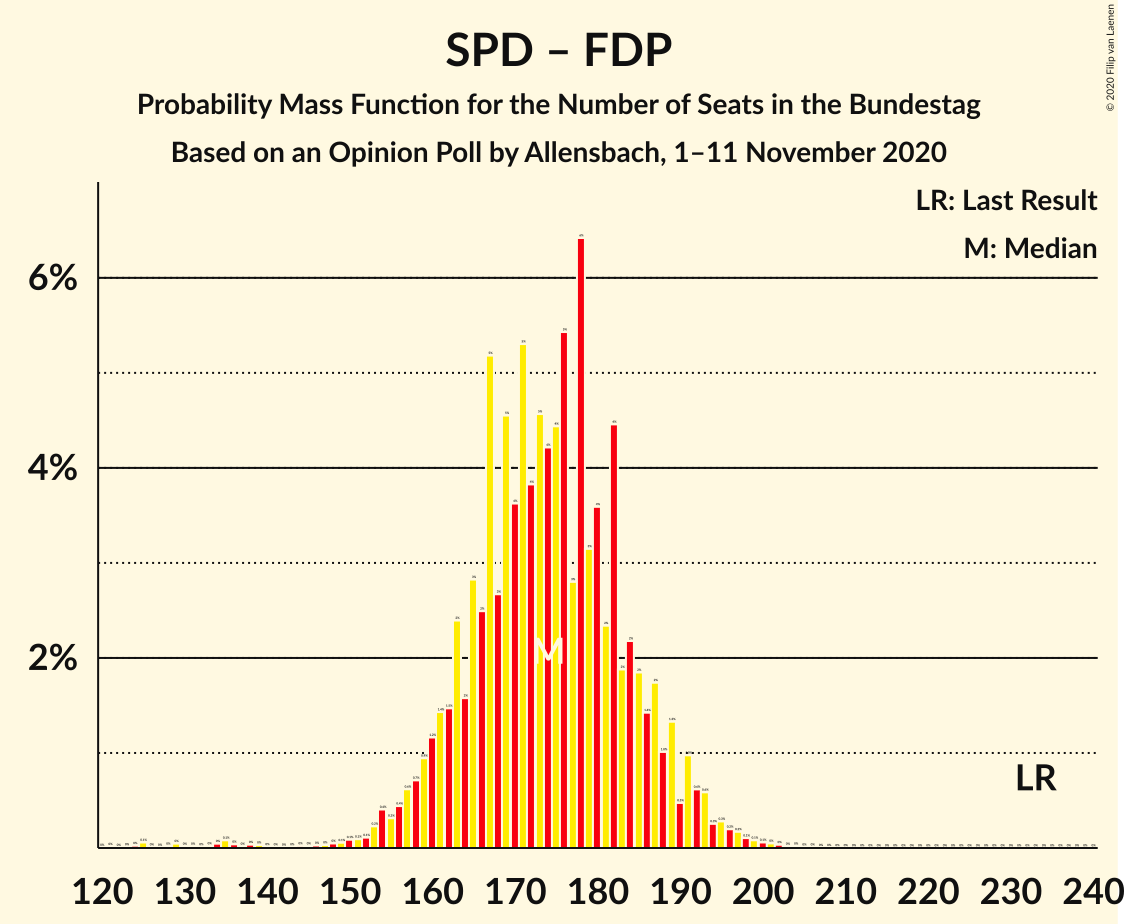 SPD – FDP
Probability Mass Function for the Number of Seats in the Bundestag
Based on an Opinion Poll by Allensbach, 1–11 November 2020
© 2020 Filip van Laenen
LR: Last Result
M: Median
6%
4%
2%
M
LR
120 130 140 150 160 170 180 190 200 210 220 230 240